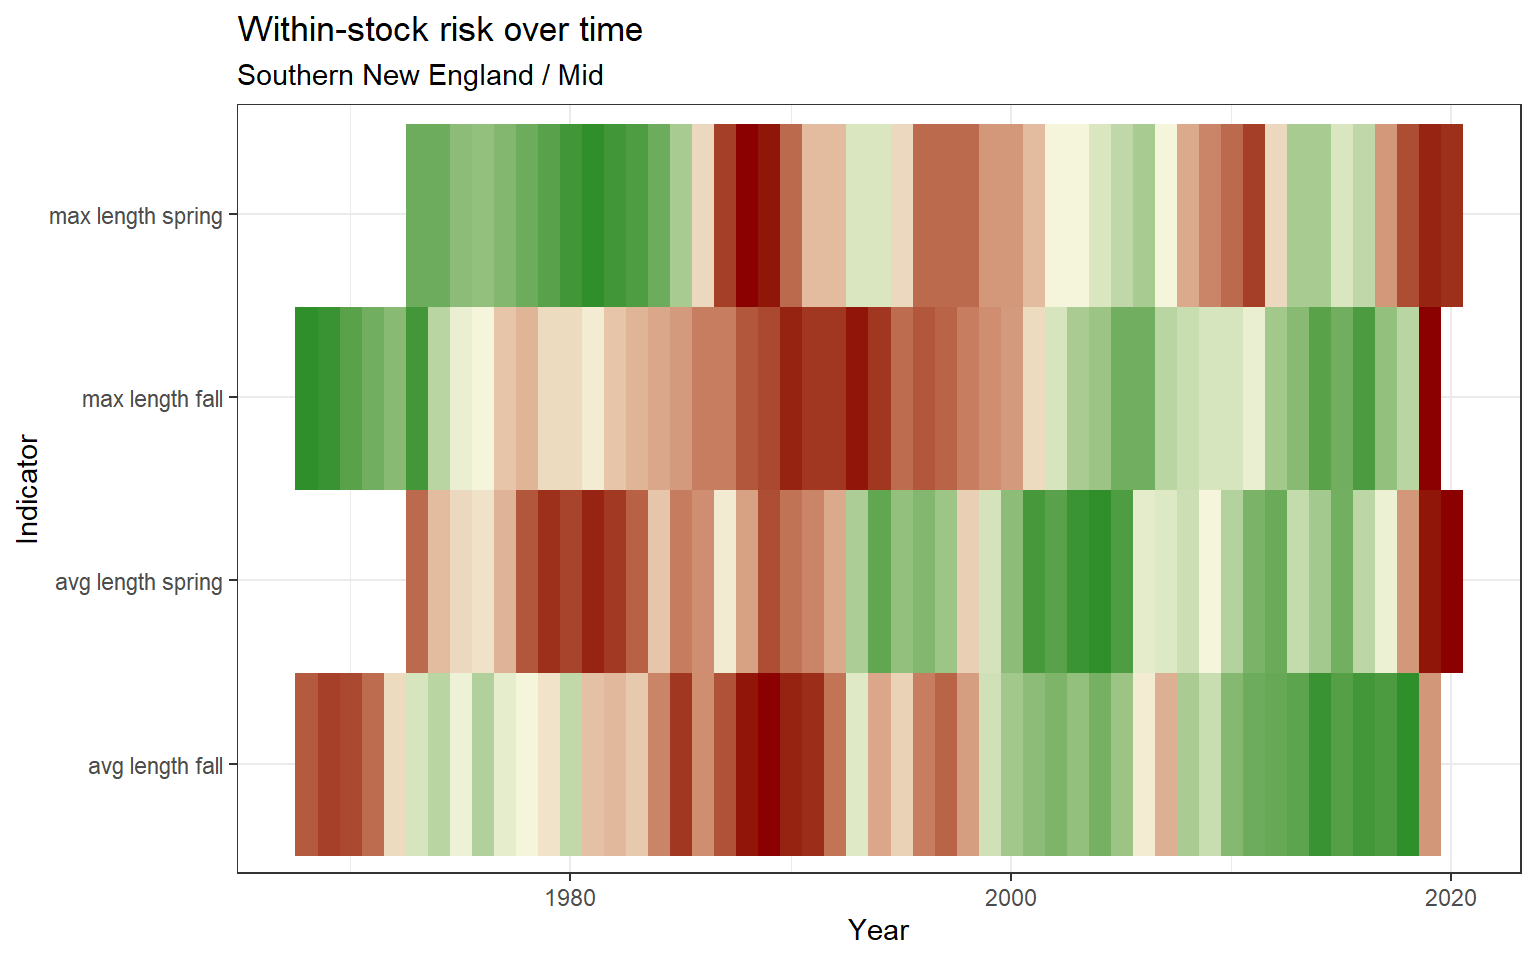 Within-stock risk over time
Southern New England / Mid
Indicator
max length spring
max length fall
avg length spring
avg length fall
1980
2000
2020
Year